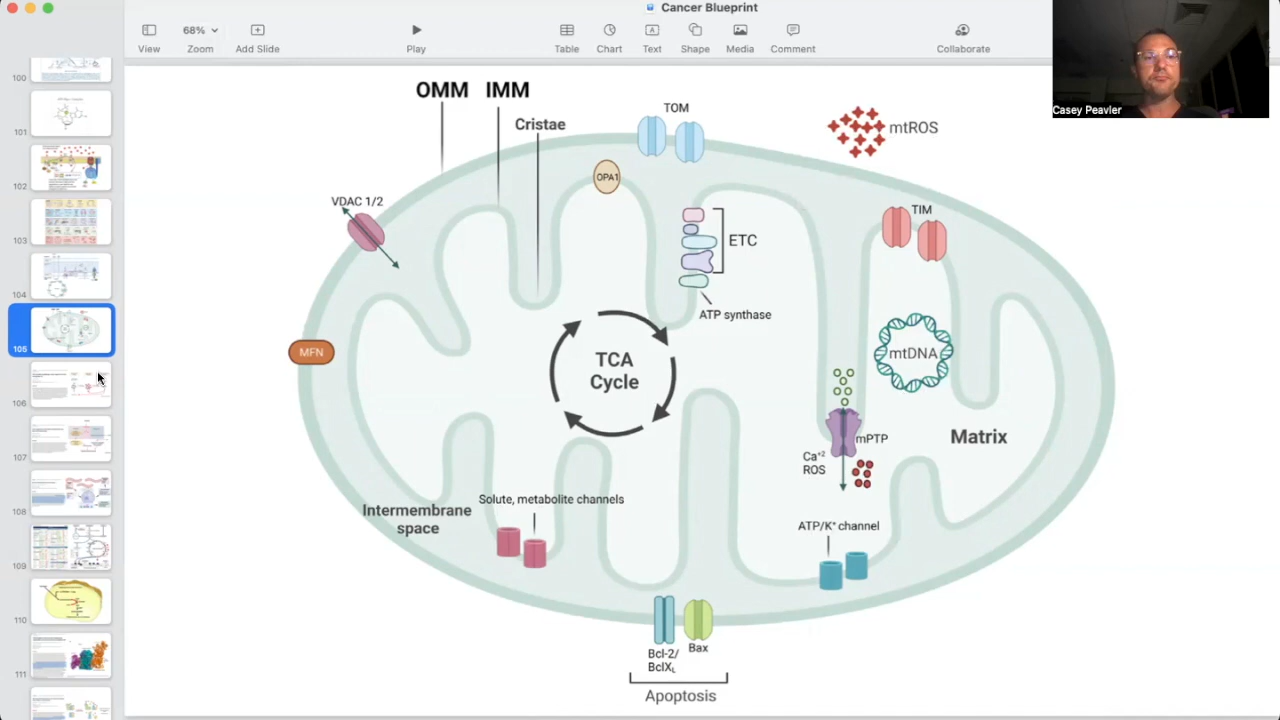 Cancer Blueprint
68%
View
Zoom
Add Slide
Play
Table
Chart
Text
Shape
Media
Comment
Collaborate
Casey Peavler
100
101
102
103
104
105
106
107
108
109
110
111
OMM
IMM
Cristae
TOM
mtROS
OPA1
VDAC 1/2
TIM
ETC
ATP synthase
MFN
TCA
Cycle
mtDNA
mPTP
Matrix
Ca⁺²
ROS
Solute, metabolite channels
Intermembrane
space
ATP/K⁺ channel
Bcl-2/
BclX_L
Bax
Apoptosis